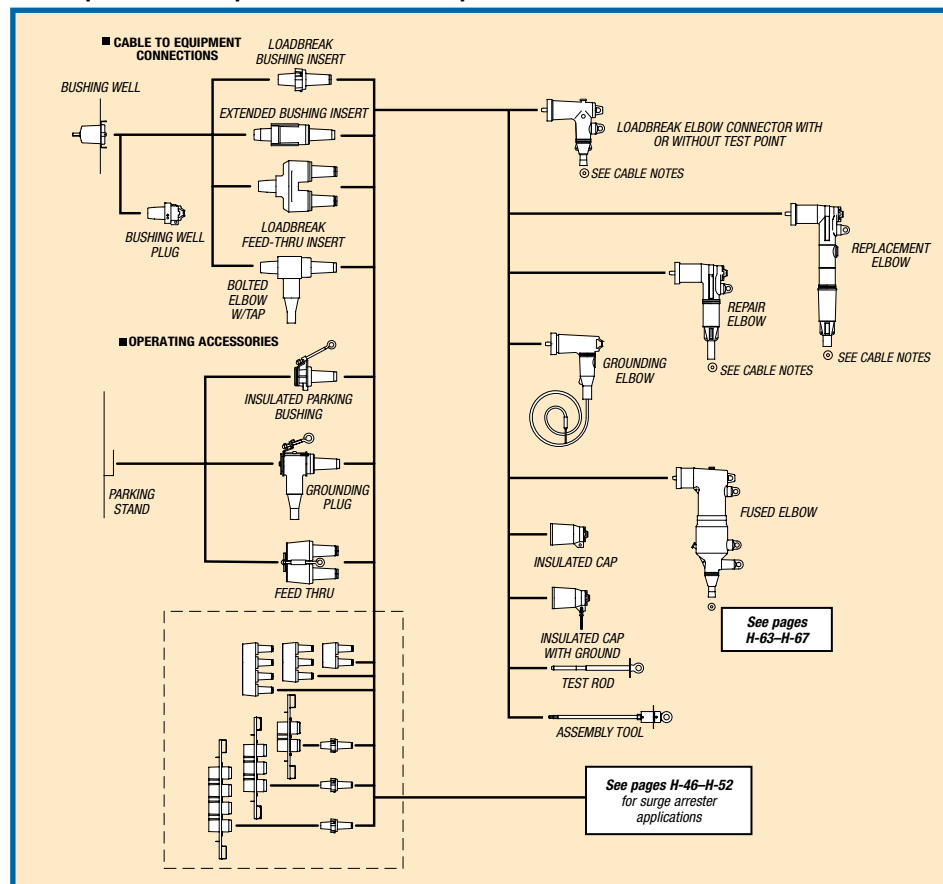 ■ CABLE TO EQUIPMENT
CONNECTIONS
LOADBREAK
BUSHING INSERT
BUSHING WELL
EXTENDED BUSHING INSERT
LOADBREAK ELBOW CONNECTOR WITH
OR WITHOUT TEST POINT
SEE CABLE NOTES
BUSHING WELL
PLUG
LOADBREAK
FEED-THRU INSERT
REPLACEMENT
ELBOW
BOLTED
ELBOW
W/TAP
REPAIR
ELBOW
■ OPERATING ACCESSORIES
SEE CABLE NOTES
SEE CABLE NOTES
GROUNDING
ELBOW
INSULATED PARKING
BUSHING
PARKING
STAND
GROUNDING
PLUG
FUSED ELBOW
INSULATED CAP
FEED THRU
See pages
H-63–H-67
INSULATED CAP
WITH GROUND
TEST ROD
ASSEMBLY TOOL
See pages H-46–H-52
for surge arrester
applications